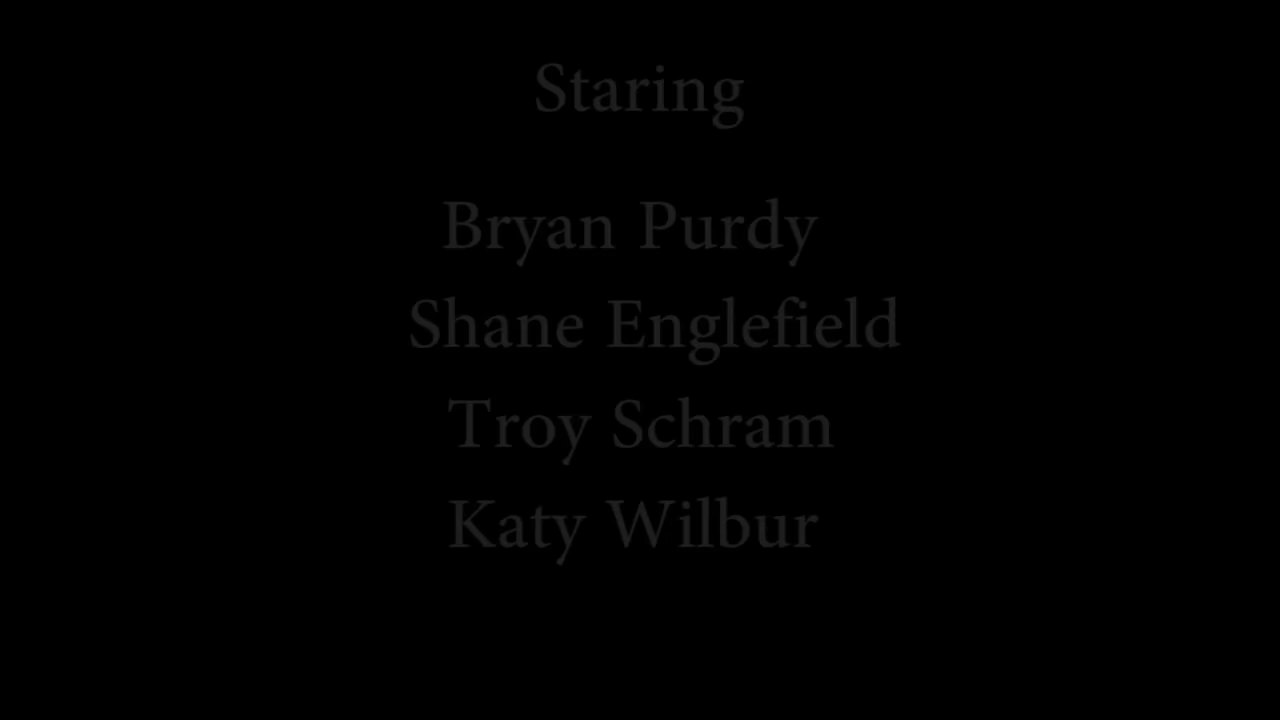 Staring
Bryan Purdy
Shane Englefield
Troy Schram
Katy Wilbur